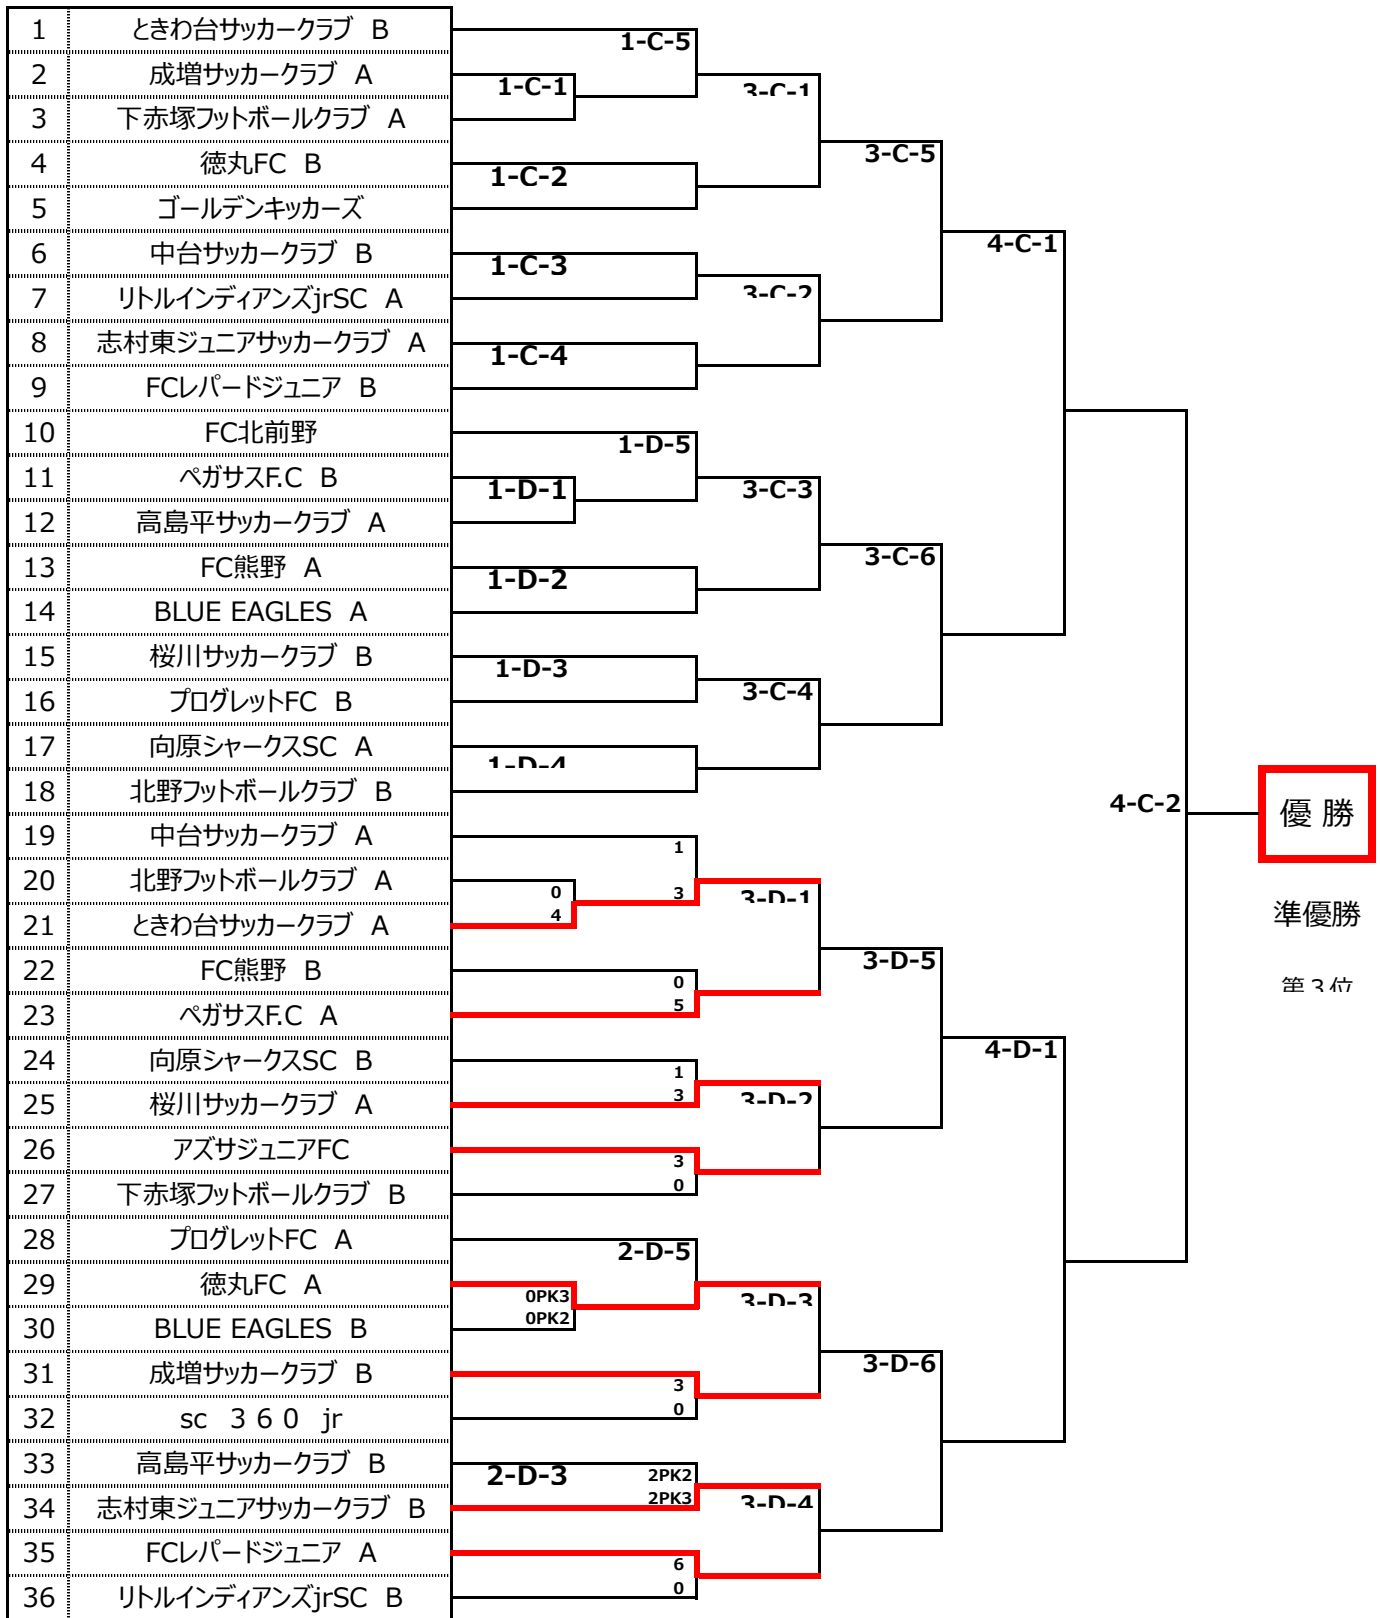 1 ときわ台サッカークラブ B
1-C-5
2 成増サッカークラブ A
1-C-1
3-C-1
3 下赤塚フットボールクラブ A
4 徳丸FC B
1-C-2
3-C-5
5 ゴールデンキッカーズ
6 中台サッカークラブ B
1-C-3
4-C-1
7 リトルインディアンズjrSC A
3-C-2
8 志村東ジュニアサッカークラブ A
1-C-4
9 FCレパードジュニア B
10 FC北前野
1-D-5
11 ペガサスF.C B
1-D-1
3-C-3
12 高島平サッカークラブ A
13 FC熊野 A
1-D-2
3-C-6
14 BLUE EAGLES A
15 桜川サッカークラブ B
1-D-3
16 プログレットFC B
3-C-4
17 向原シャークスSC A
1-D-4
18 北野フットボールクラブ B
4-C-2
優 勝
19 中台サッカークラブ A
1
20 北野フットボールクラブ A
0
3
3-D-1
21 ときわ台サッカークラブ A
4
準優勝
22 FC熊野 B
0
3-D-5
第３位
23 ペガサスF.C A
5
24 向原シャークスSC B
1
4-D-1
25 桜川サッカークラブ A
3
3-D-2
26 アズサジュニアFC
3
27 下赤塚フットボールクラブ B
0
28 プログレットFC A
2-D-5
29 徳丸FC A
0PK3
3-D-3
30 BLUE EAGLES B
0PK2
31 成増サッカークラブ B
3
3-D-6
32 sc ３６０ jr
0
33 高島平サッカークラブ B
2-D-3
2PK2
34 志村東ジュニアサッカークラブ B
2PK3
3-D-4
35 FCレパードジュニア A
6
36 リトルインディアンズjrSC B
0